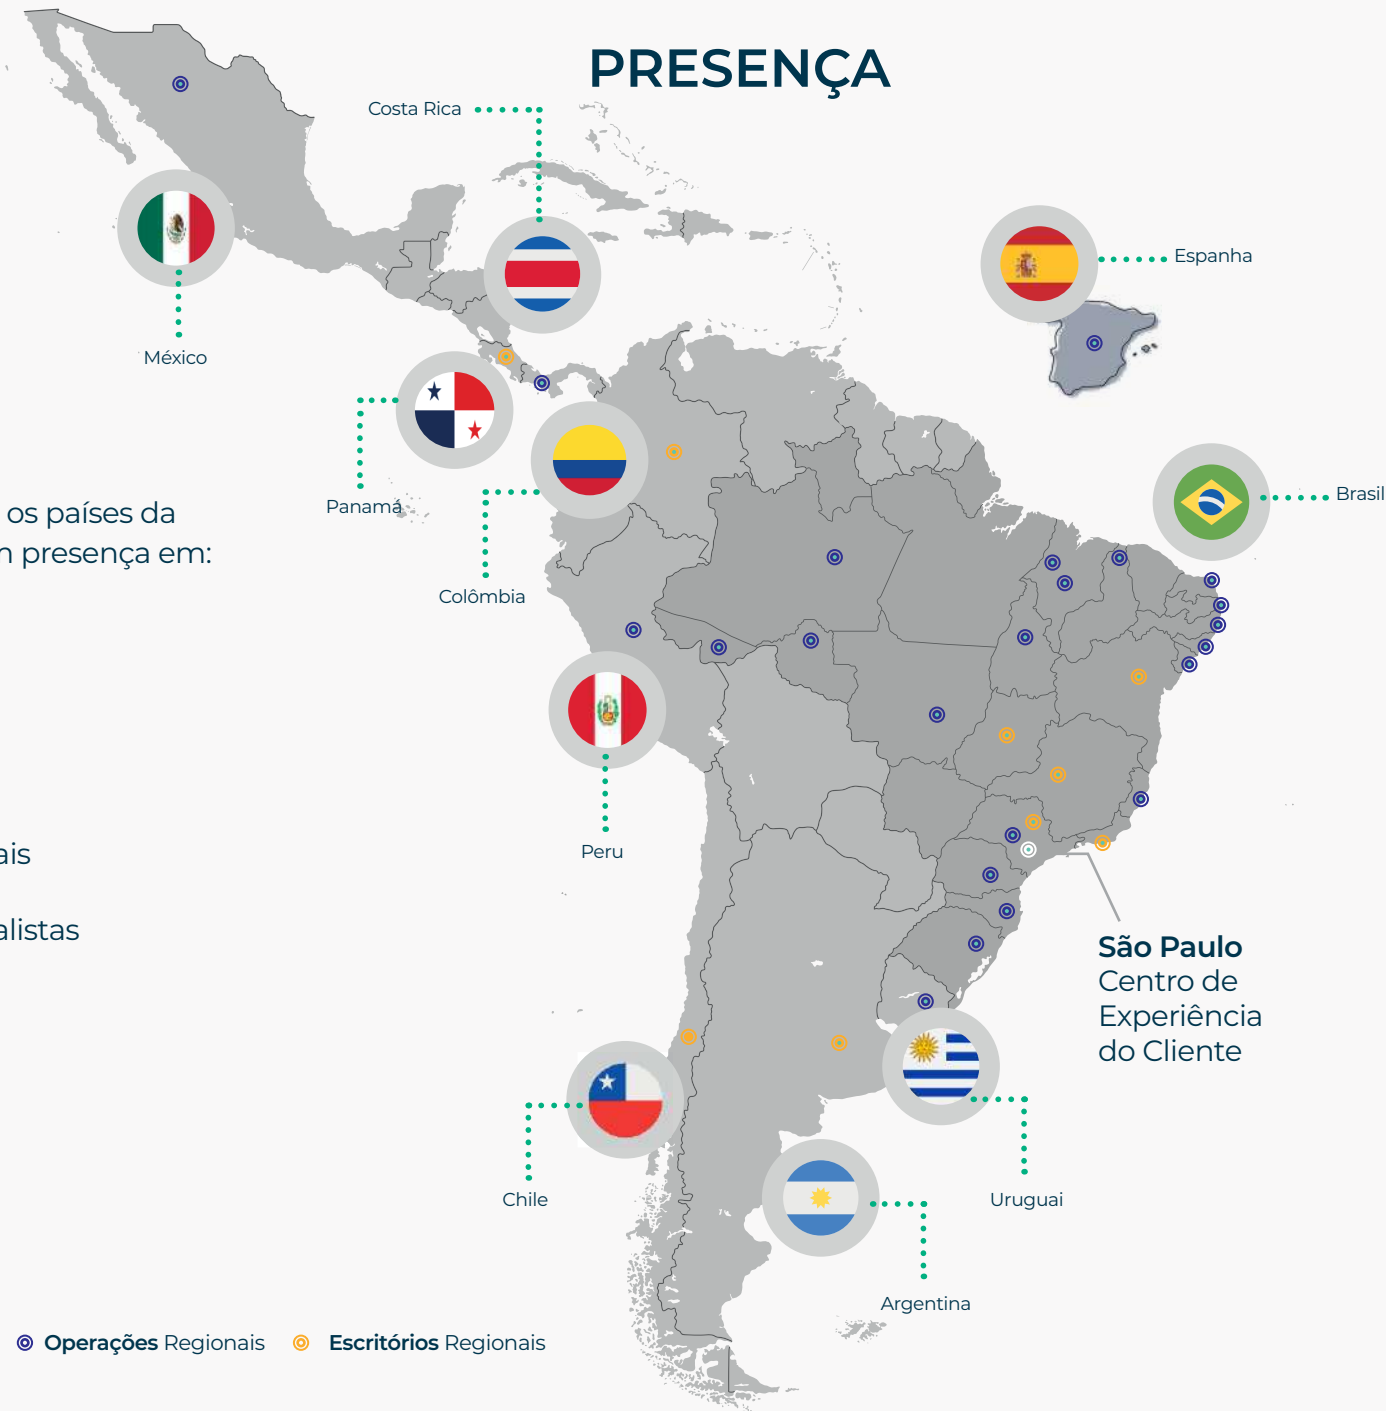 PRESENÇA
Costa Rica
Espanha
México
Brasil
Panamá
os países da
presença em:
Colômbia
Peru
ais
alistas
São Paulo
Centro de
Experiência
do Cliente
Chile
Uruguai
Argentina
Operações Regionais
Escritórios Regionais